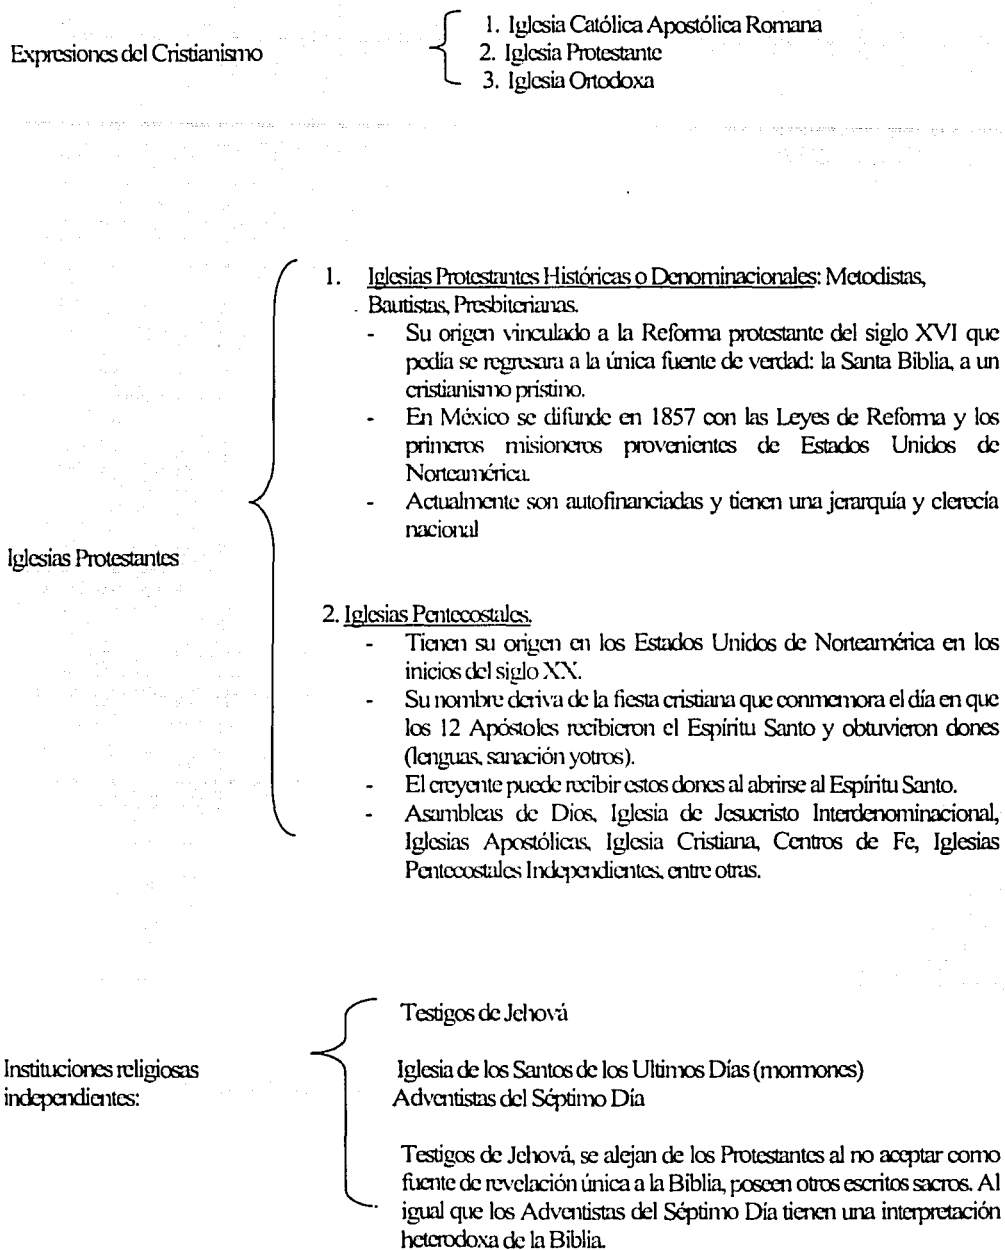 Expresiones del Cristianismo
1. Iglesia Católica Apostólica Romana
2. Iglesia Protestante
3. Iglesia Ortodoxa
Iglesias Protestantes
1. Iglesias Protestantes Históricas o Denominacionales: Metodistas,
Bautistas, Presbiterianas.
- Su origen vinculado a la Reforma protestante del siglo XVI que
pedía se regresara a la única fuente de verdad: la Santa Biblia, a un
cristianismo prístino.
- En México se difunde en 1857 con las Leyes de Reforma y los
primeros misioneros provenientes de Estados Unidos de
Norteamérica.
- Actualmente son autofinanciadas y tienen una jerarquía y clerecía
nacional
2. Iglesias Pentecostales.
- Tienen su origen en los Estados Unidos de Norteamérica en los
inicios del siglo XX.
- Su nombre deriva de la fiesta cristiana que conmemora el día en que
los 12 Apóstoles recibieron el Espíritu Santo y obtuvieron dones
(lenguas, sanación yotros).
- El creyente puede recibir estos dones al abrirse al Espíritu Santo.
- Asambleas de Dios, Iglesia de Jesucristo Interdenominacional,
Iglesias Apostólicas, Iglesia Cristiana, Centros de Fe, Iglesias
Pentecostales Independientes, entre otras.
Instituciones religiosas
independientes:
Testigos de Jehová
Iglesia de los Santos de los Ultimos Días (mormones)
Adventistas del Séptimo Día
Testigos de Jehová, se alejan de los Protestantes al no aceptar como
fuente de revelación única a la Biblia, poseen otros escritos sacros. Al
igual que los Adventistas del Séptimo Día tienen una interpretación
heterodoxa de la Biblia.